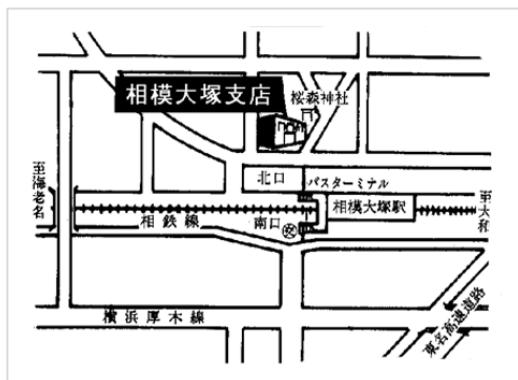 相模大塚支店
桜森神社
至海老名
北口
バスターミナル
至大和
相鉄線
南口
相模大塚駅
交
横浜厚木線
東名高速道路